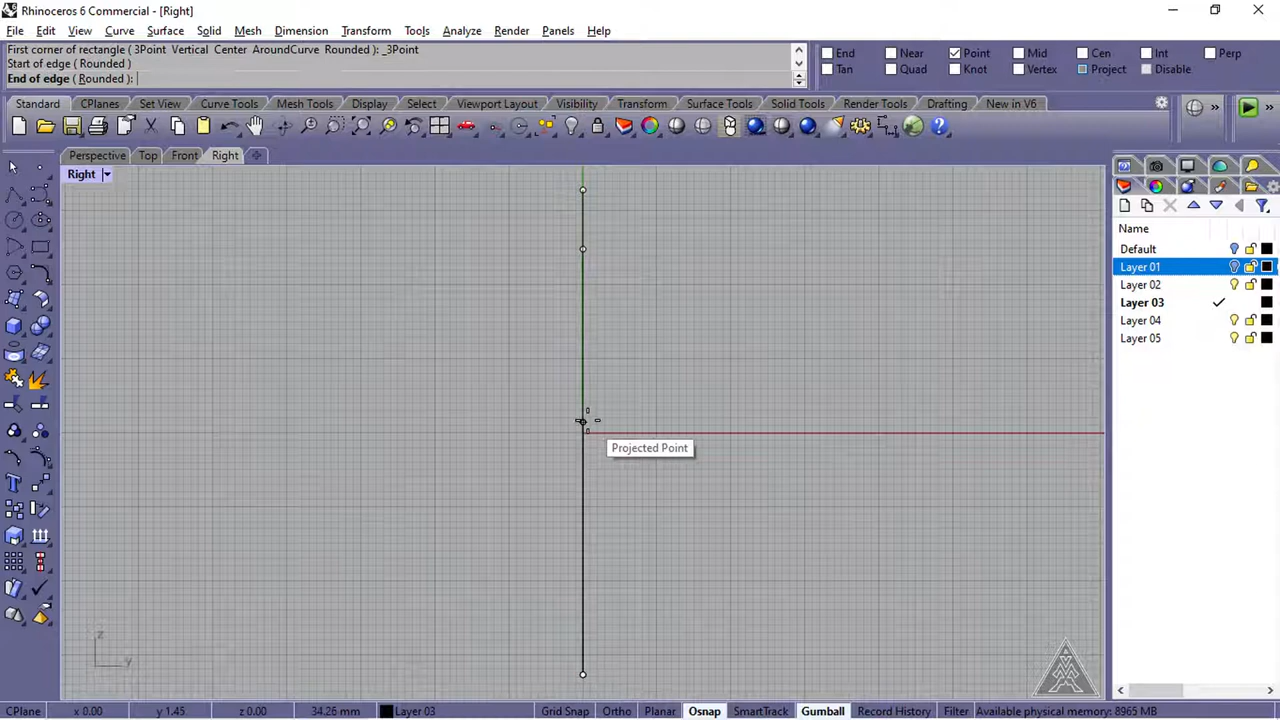 Rhinoceros 6 Commercial - [Right]
File Edit View Curve Surface Solid Mesh Dimension Transform Tools Analyze Render Panels Help
First corner of rectangle ( 3Point Vertical Center AroundCurve Rounded ): _3Point
Start of edge ( Rounded )
End of edge ( Rounded ):
End Near Point Mid Cen Int Perp
Tan Quad Knot Vertex Project Disable
Standard CPlanes Set View Curve Tools Mesh Tools Display Select Viewport Layout Visibility Transform Surface Tools Solid Tools Render Tools Drafting New in V6
Perspective Top Front Right
Right
Name
Default
Layer 01
Layer 02
Layer 03
Layer 04
Layer 05
Projected Point
z
y
CPlane x 0.00 y 1.45 z 0.00 34.26 mm Layer 03 Grid Snap Ortho Planar Osnap SmartTrack Gumball Record History Filter Available physical memory: 8965 MB